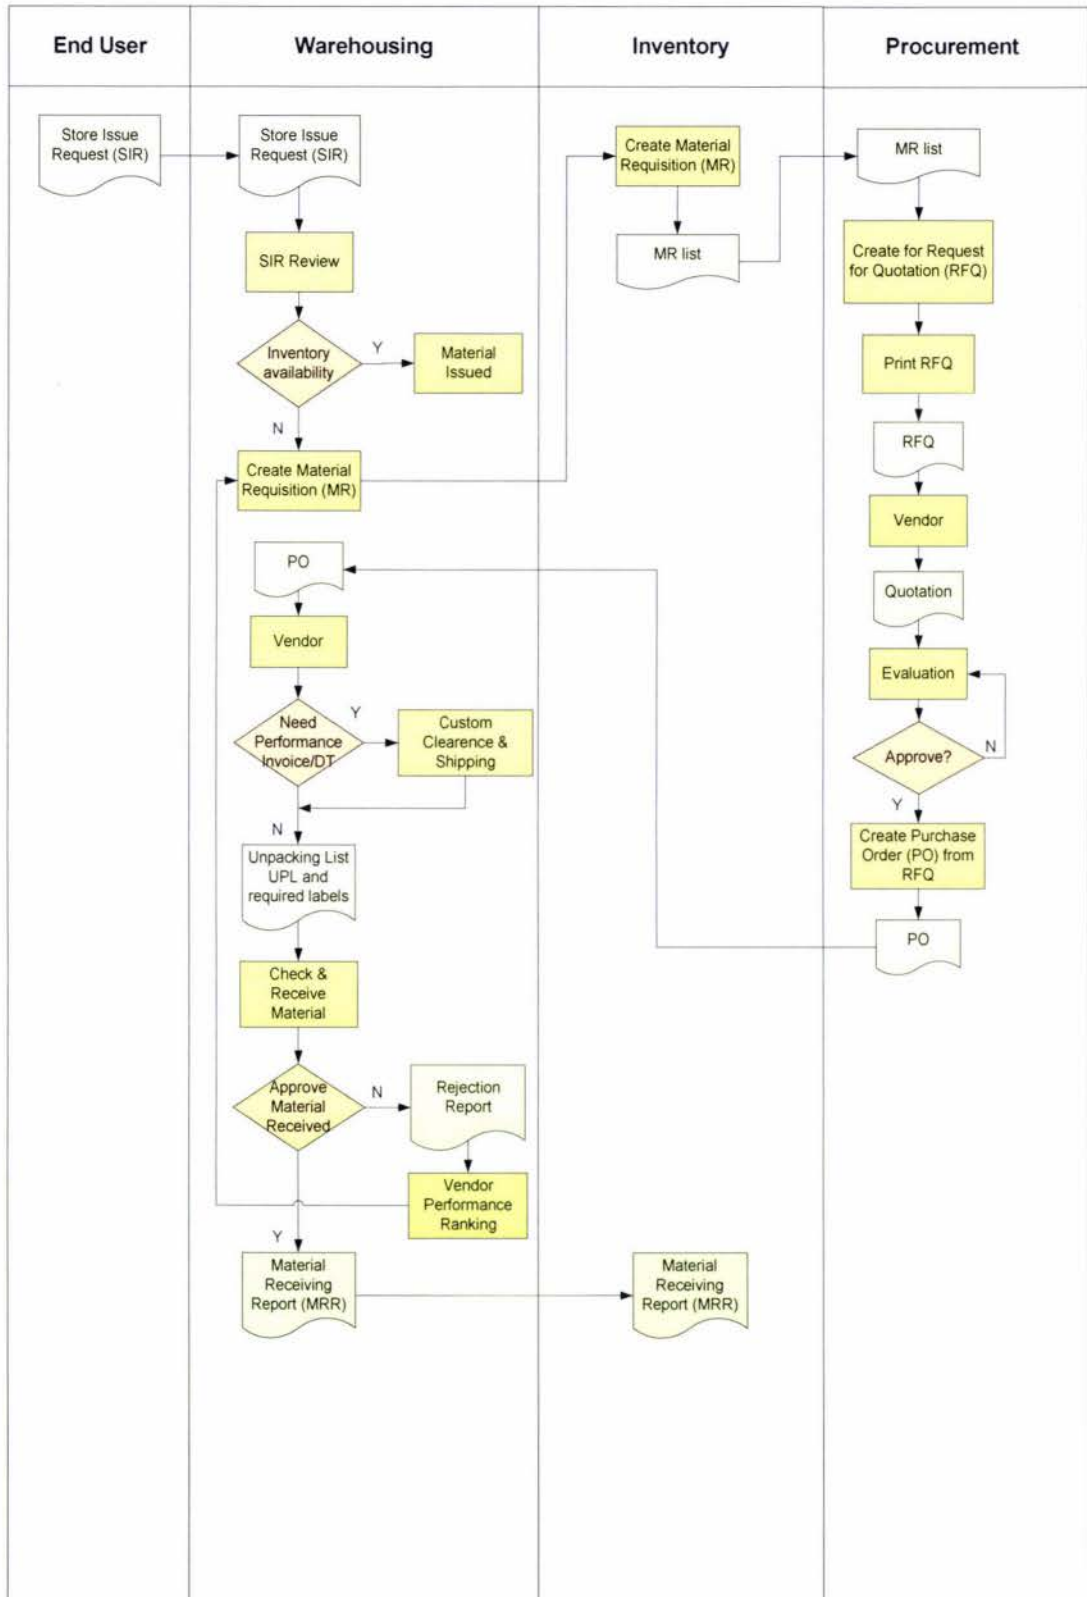 End User
Warehousing
Inventory
Procurement
Store Issue
Request (SIR)
Store Issue
Request (SIR)
SIR Review
Inventory
availability
Y
Material
Issued
N
Create Material
Requisition (MR)
Create Material
Requisition (MR)
MR list
MR list
Create for Request
for Quotation (RFQ)
Print RFQ
RFQ
Vendor
Quotation
Evaluation
Approve?
N
Y
Create Purchase
Order (PO) from
RFQ
PO
PO
Vendor
Need
Performance
Invoice/DT
Y
Custom
Clearence &
Shipping
N
Unpacking List
UPL and
required labels
Check &
Receive
Material
Approve
Material
Received
N
Rejection
Report
Vendor
Performance
Ranking
Y
Material
Receiving
Report (MRR)
Material
Receiving
Report (MRR)